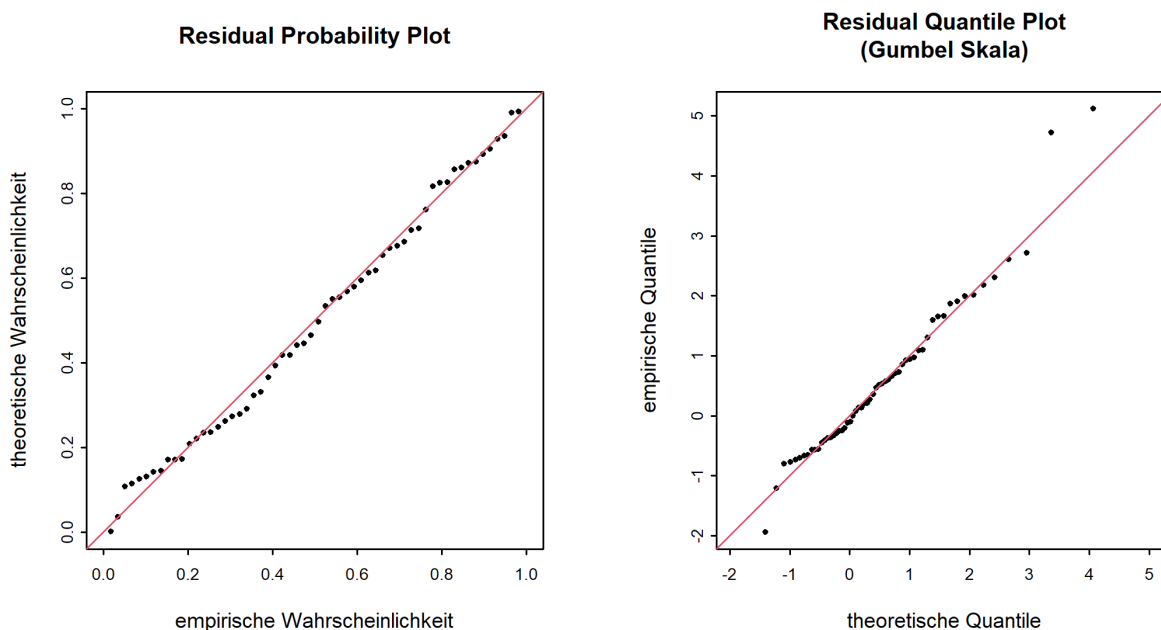 Residual Probability Plot
theoretische Wahrscheinlichkeit
0.0 0.2 0.4 0.6 0.8 1.0
0.0 0.2 0.4 0.6 0.8 1.0
empirische Wahrscheinlichkeit
Residual Quantile Plot
(Gumbel Skala)
empirische Quantile
-2 -1 0 1 2 3 4 5
-2 -1 0 1 2 3 4 5
theoretische Quantile